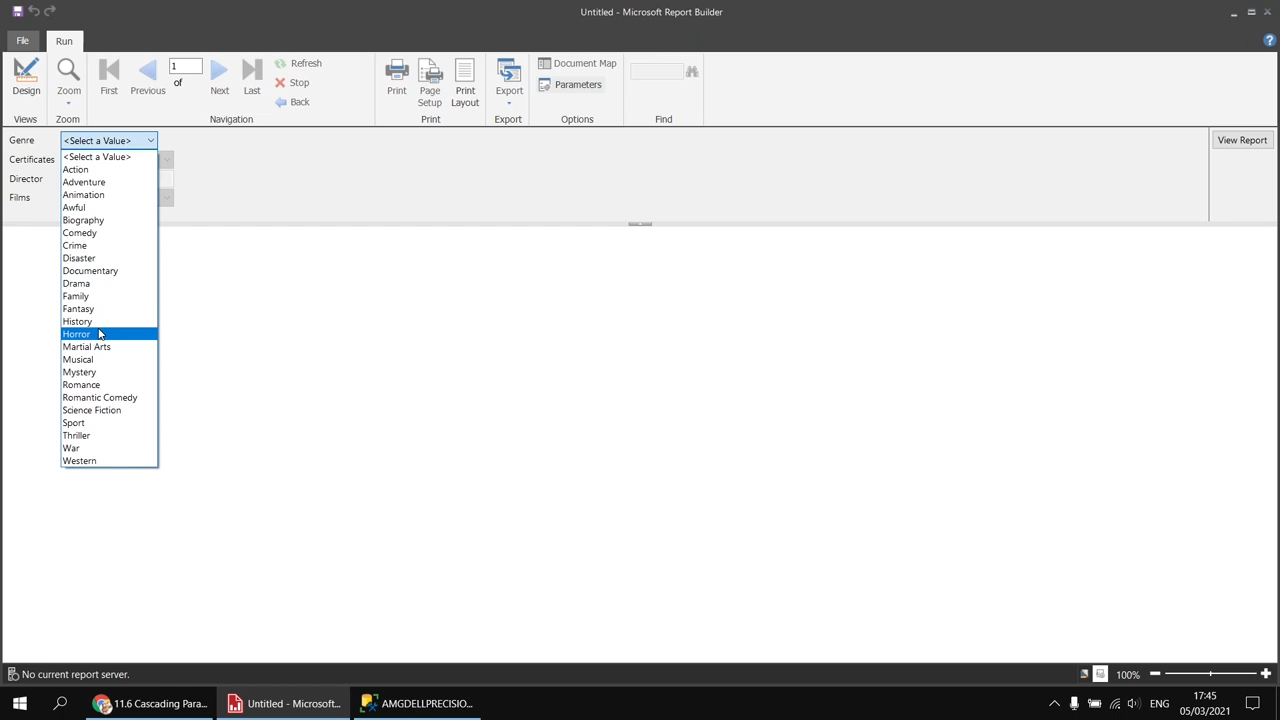 Untitled - Microsoft Report Builder
File
Run
Design
Zoom
First
Previous
1
of
Next
Last
Refresh
Stop
Back
Print
Page
Setup
Print
Layout
Export
Document Map
Parameters
Views
Zoom
Navigation
Print
Export
Options
Find
Genre
<Select a Value>
View Report
Certificates
Director
Films
<Select a Value>
Action
Adventure
Animation
Awful
Biography
Comedy
Crime
Disaster
Documentary
Drama
Family
Fantasy
History
Horror
Martial Arts
Musical
Mystery
Romance
Romantic Comedy
Science Fiction
Sport
Thriller
War
Western
No current report server.
100%
11.6 Cascading Para...
Untitled - Microsoft...
AMGDELLPRECISIO...
ENG
17:45
05/03/2021